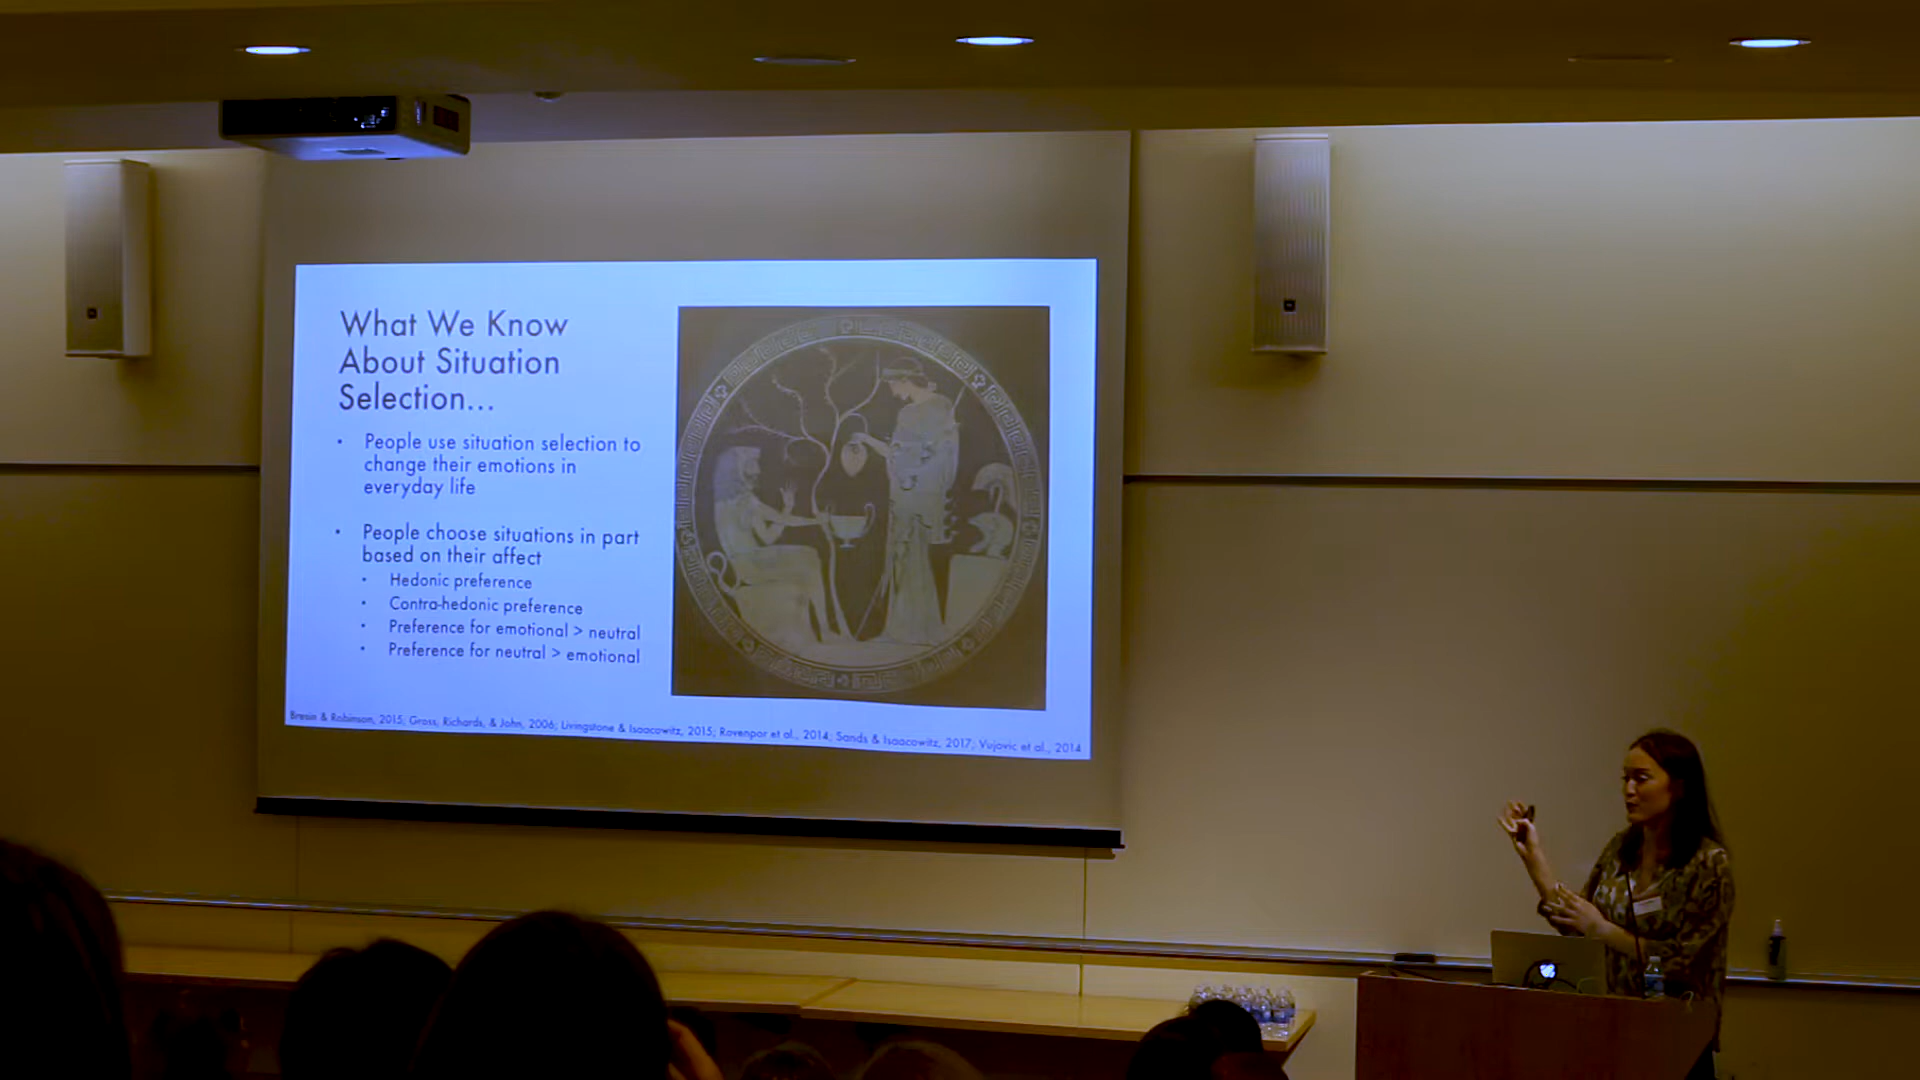 What We Know
About Situation
Selection...
• People use situation selection to
change their emotions in
everyday life
• People choose situations in part
based on their affect
• Hedonic preference
• Contra-hedonic preference
• Preference for emotional > neutral
• Preference for neutral > emotional
Bresin & Robinson, 2015; Gross, Richards, & John, 2006; Livingstone & Isaacowitz, 2015; Rovenpor et al., 2014; Sands & Isaacowitz, 2017; Vujovic et al., 2014